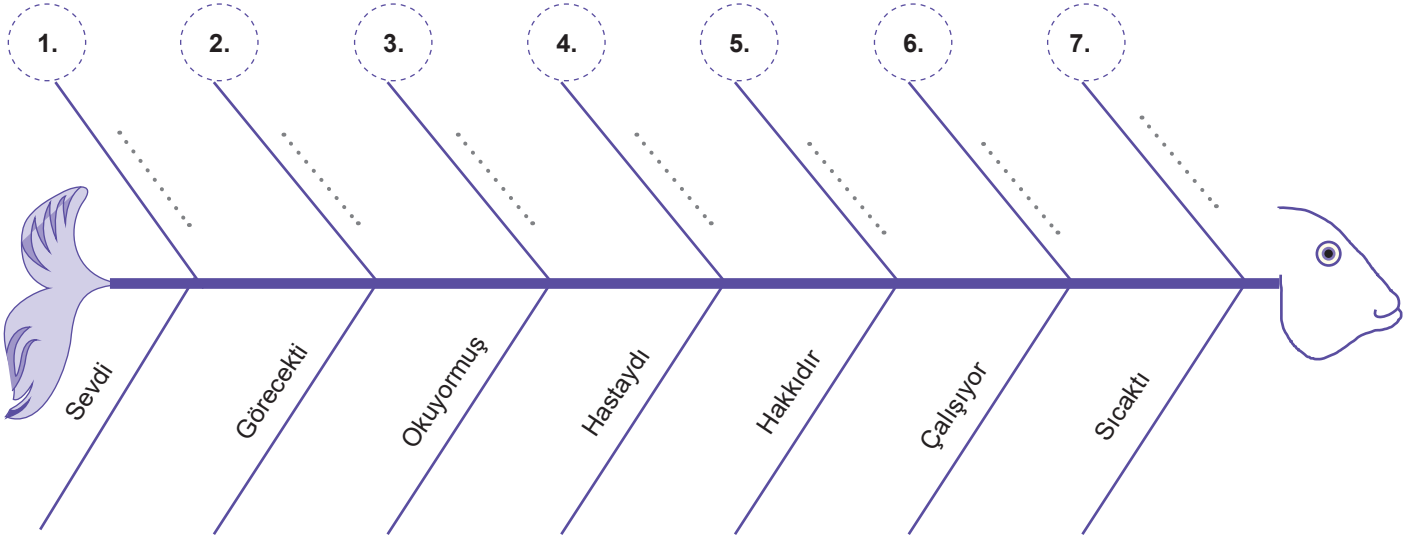 1.
2.
3.
4.
5.
6.
7.
Sevdi
Görecekti
Okuyormuş
Hastaydı
Hakkıdır
Çalışıyor
Sıcaktı